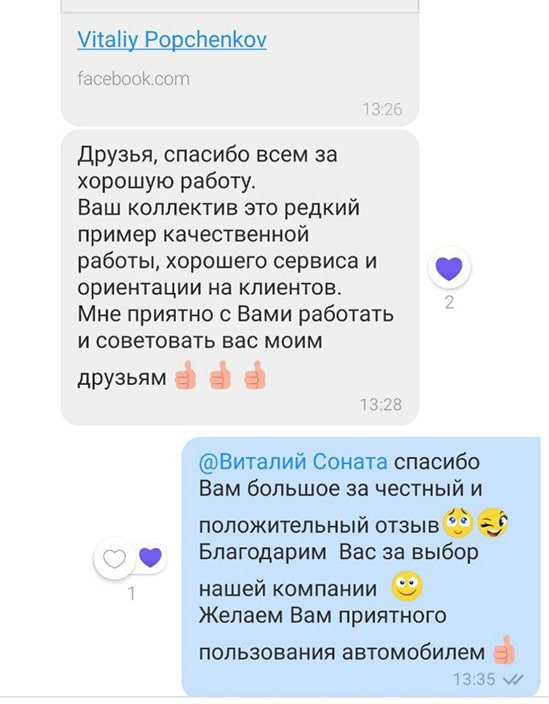 Vitaliy Popchenkov
facebook.com
13:26
Друзья, спасибо всем за
хорошую работу.
Ваш коллектив это редкий
пример качественной
работы, хорошего сервиса и
ориентации на клиентов.
Мне приятно с Вами работать
и советовать вас моим
друзьям 👍 👍 👍
13:28
2
@Виталий Соната спасибо
Вам большое за честный и
положительный отзыв🥺😜
Благодарим Вас за выбор
нашей компании 🙂
Желаем Вам приятного
пользования автомобилем 👍
13:35
1